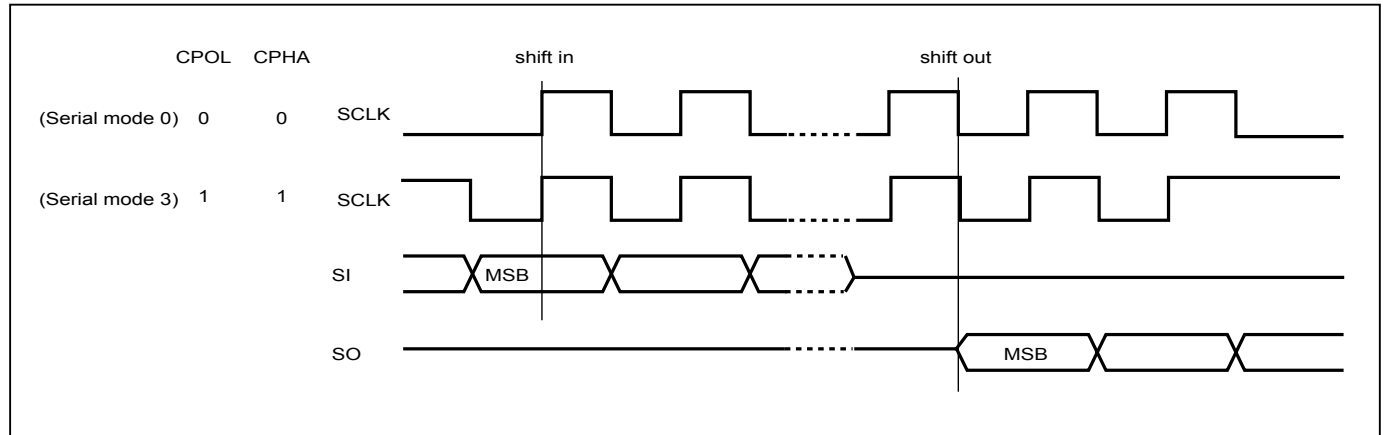 CPOL CPHA shift in shift out
(Serial mode 0) 0 0 SCLK
(Serial mode 3) 1 1 SCLK
SI MSB
SO MSB